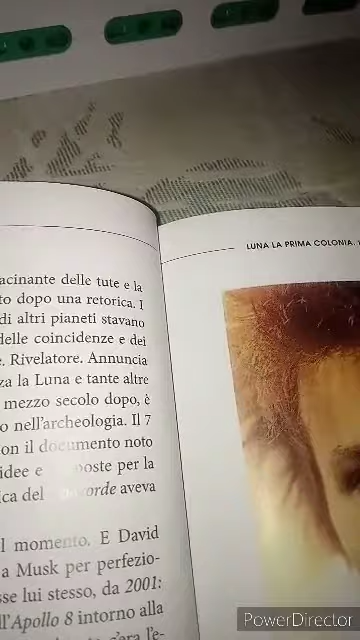 LUNA LA PRIMA COLONIA.
acinante delle tute e la
to dopo una retorica. I
di altri pianeti stavano
delle coincidenze e dei
. Rivelatore. Annuncia
za la Luna e tante altre
mezzo secolo dopo, è
o nell'archeologia. Il 7
on il documento noto
idee e poste per la
ica del orde aveva
l momento. E David
a Musk per perfezio-
sse lui stesso, da 2001:
ll'Apollo 8 intorno alla
PowerDirector